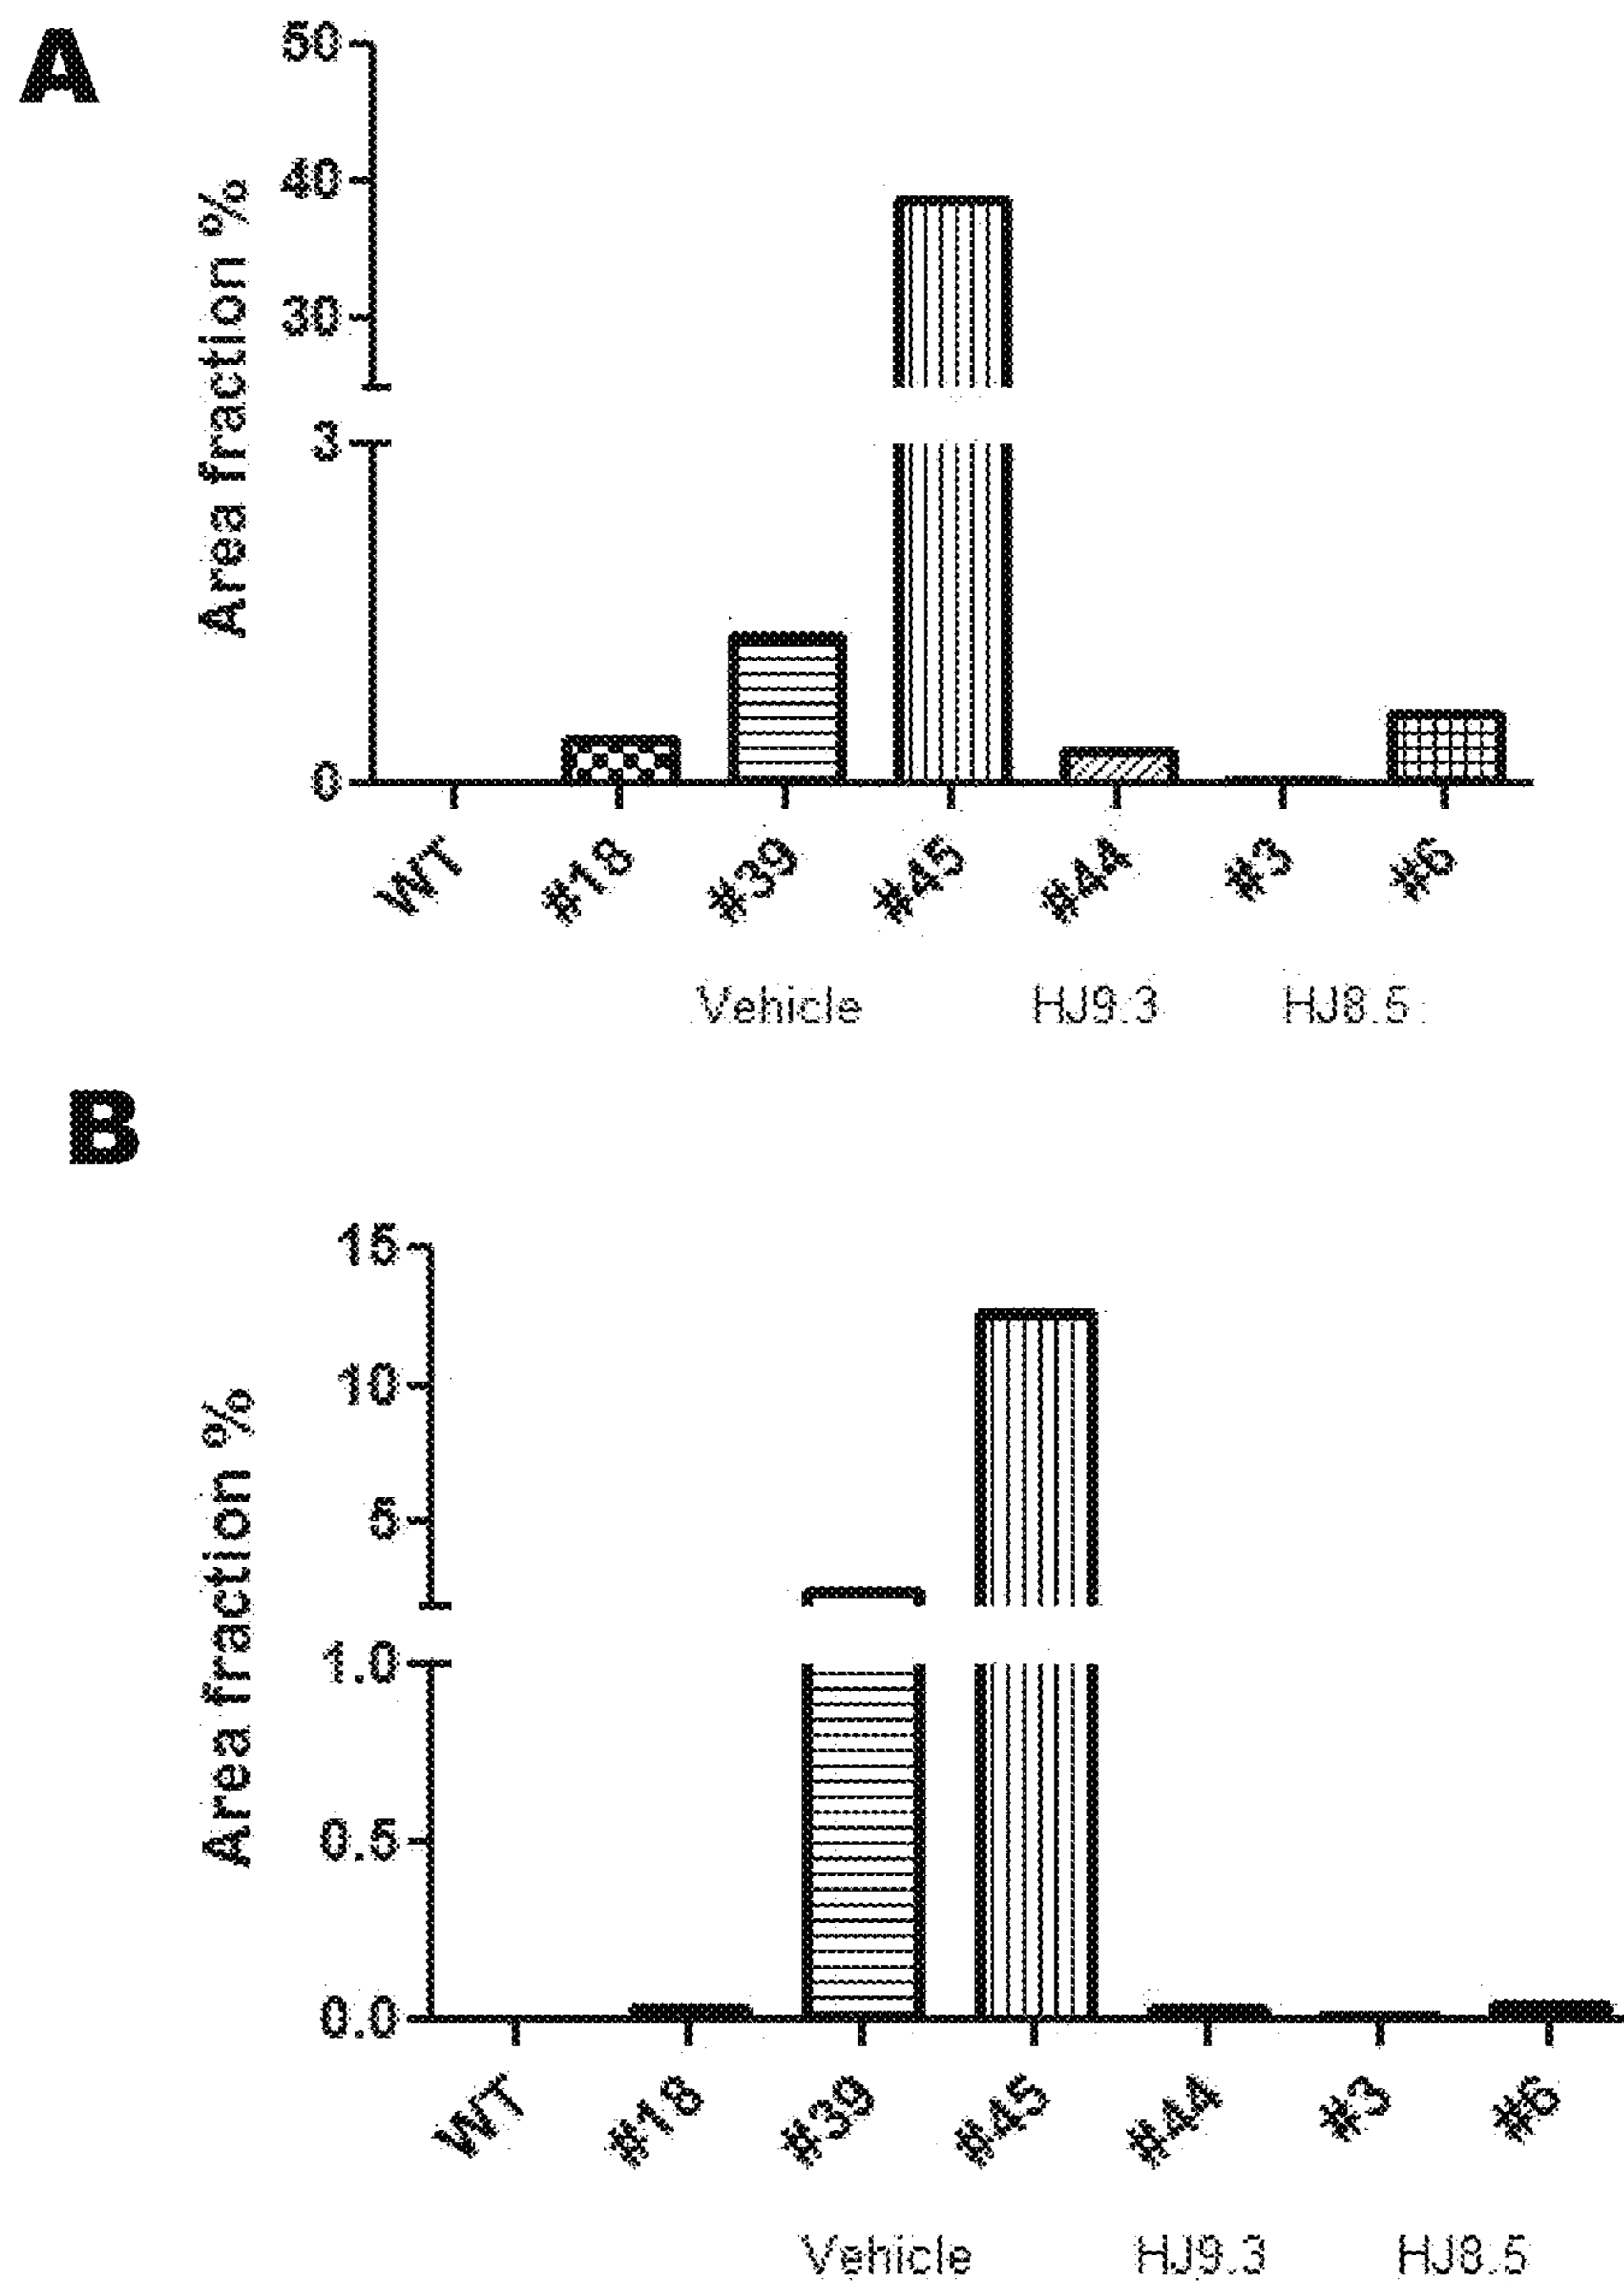 A
50
40
30
3
0
Area fraction %
WT #18 #39 #45 #44 #3 #6
Vehicle HJ9.3 HJ8.5
B
15
10
5
1.0
0.5
0.0
Area fraction %
WT #18 #39 #45 #44 #3 #6
Vehicle HJ9.3 HJ8.5